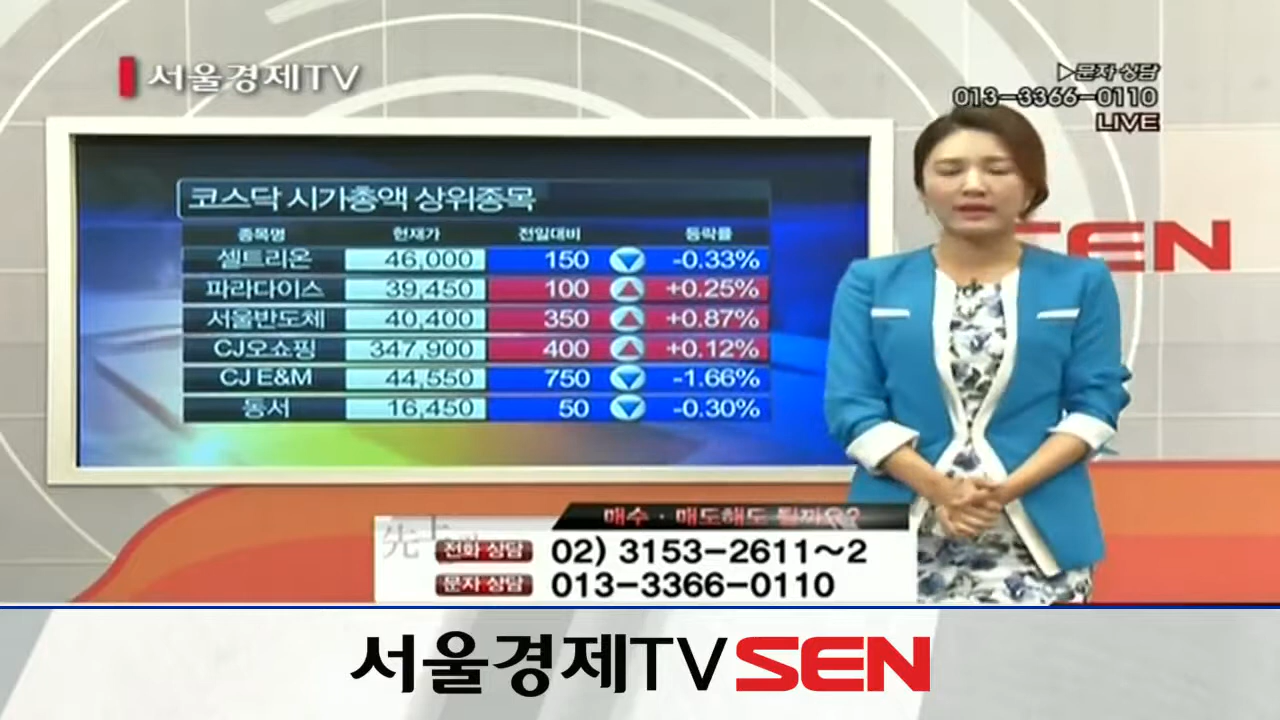 서울경제TV
▶문자 상담
013-3366-0110
LIVE
코스닥 시가총액 상위종목
종목명 현재가 전일대비 등락률
셀트리온 46,000 150 ▼ -0.33%
파라다이스 39,450 100 ▲ +0.25%
서울반도체 40,400 350 ▲ +0.87%
CJ오쇼핑 347,900 400 ▲ +0.12%
CJ E&M 44,550 750 ▼ -1.66%
동서 16,450 50 ▼ -0.30%
SEN
매수·매도해도 될까요?
전화 상담 02) 3153-2611~2
문자 상담 013-3366-0110
서울경제TV SEN